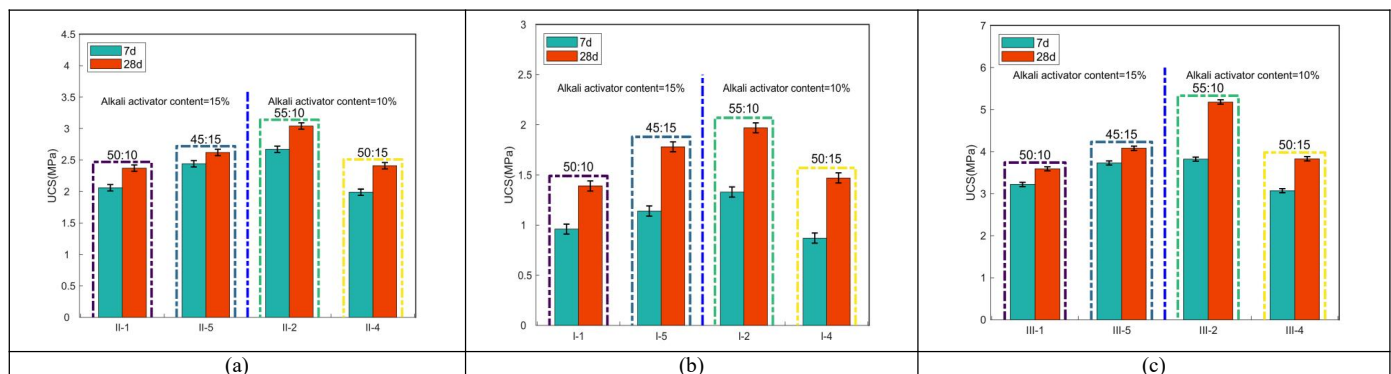 4.5
4
3.5
3
2.5
2
1.5
1
0.5
0
UCS(MPa)
7d
28d
Alkali activator content=15%
Alkali activator content=10%
50:10
45:15
55:10
50:15
II-1
II-5
II-2
II-4
(a)
3
2.5
2
1.5
1
0.5
0
UCS(MPa)
7d
28d
Alkali activator content=15%
Alkali activator content=10%
50:10
45:15
55:10
50:15
I-1
I-5
I-2
I-4
(b)
7
6
5
4
3
2
1
0
UCS(MPa)
7d
28d
Alkali activator content=15%
Alkali activator content=10%
50:10
45:15
55:10
50:15
III-1
III-5
III-2
III-4
(c)